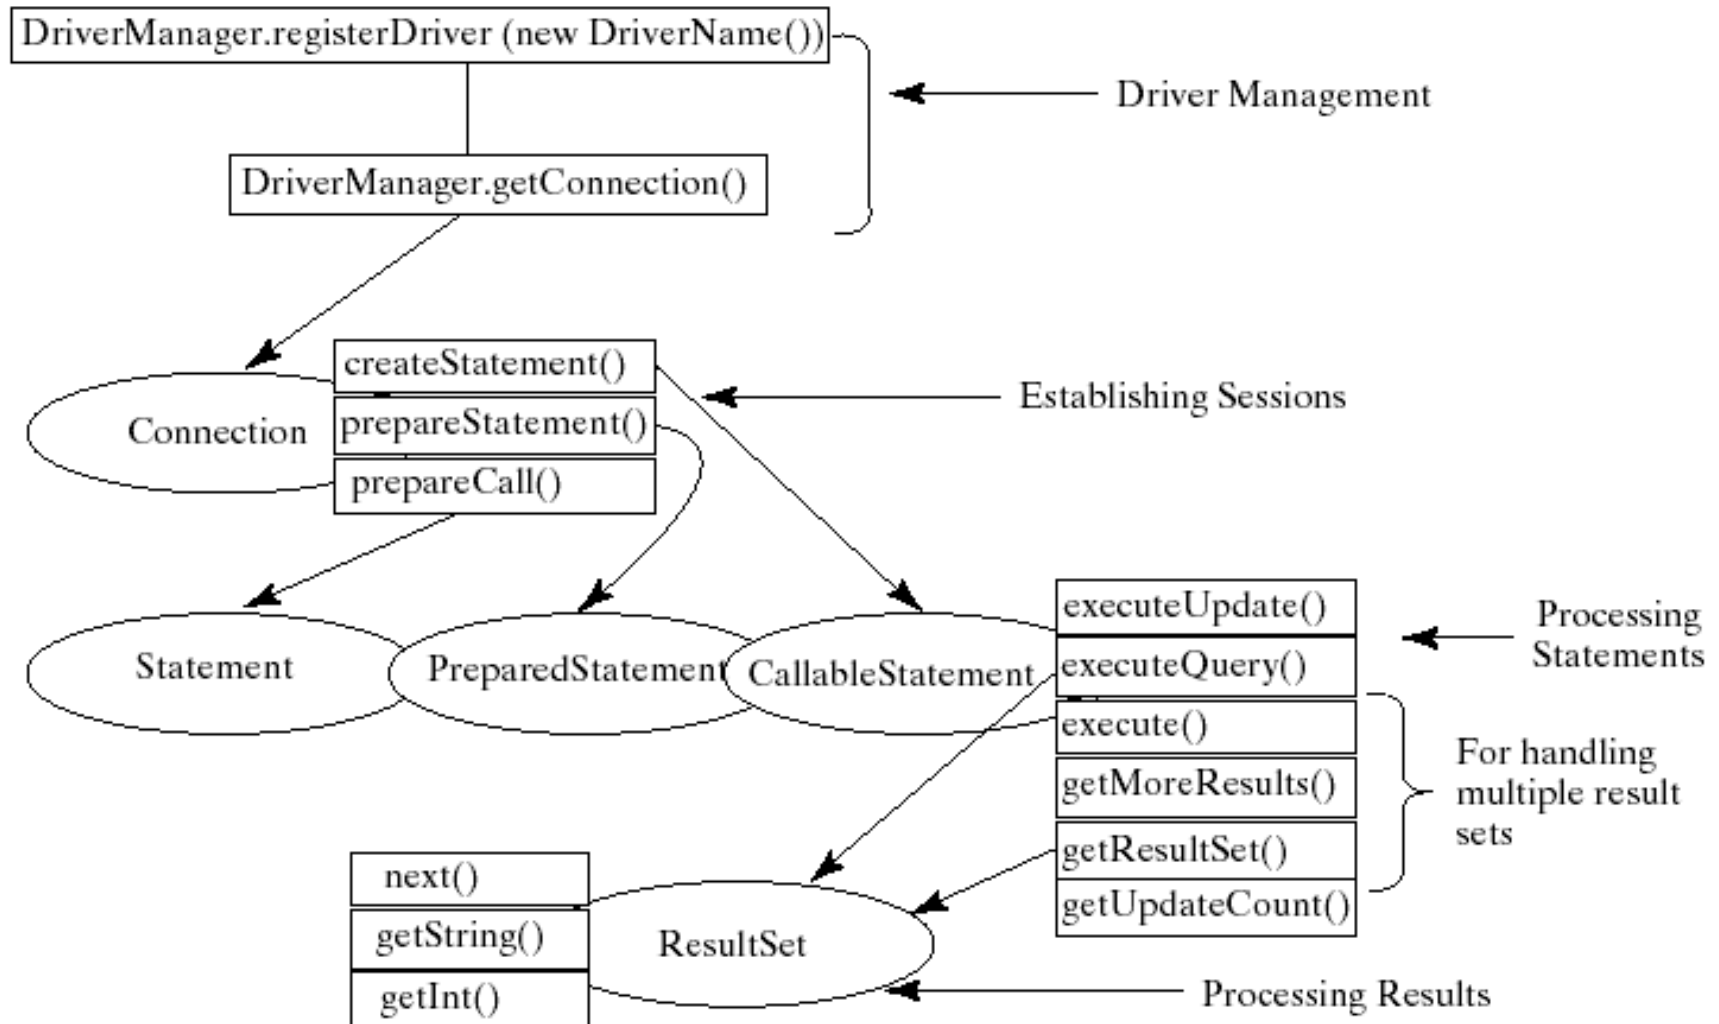 DriverManager.registerDriver (new DriverName())
Driver Management
DriverManager.getConnection()
createStatement()
Establishing Sessions
Connection
prepareStatement()
prepareCall()
executeUpdate()
Processing
Statements
Statement
PreparedStatement
CallableStatement
executeQuery()
execute()
For handling
multiple result
sets
getMoreResults()
getResultSet()
getUpdateCount()
next()
getString()
ResultSet
getInt()
Processing Results